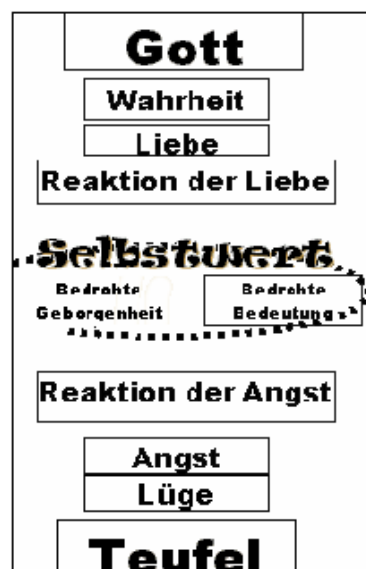 Gott
Wahrheit
Liebe
Reaktion der Liebe
Selbstwert
Bedrohte Bedrohte
Geborgenheit Bedeutung
Reaktion der Angst
Angst
Lüge
Teufel